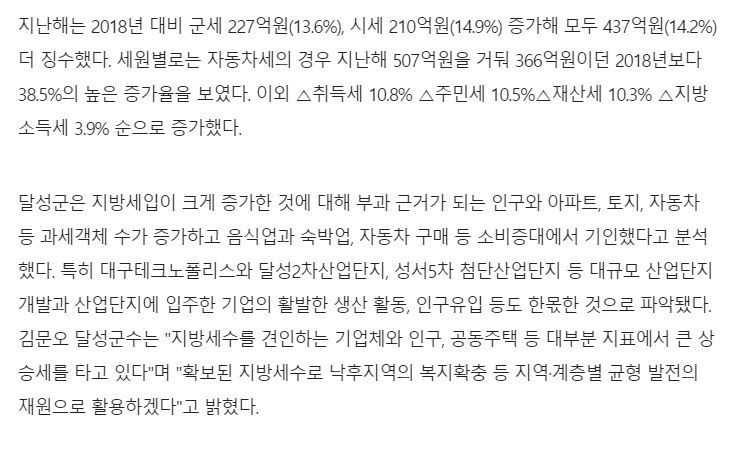 지난해는 2018년 대비 군세 227억원(13.6%), 시세 210억원(14.9%) 증가해 모두 437억원(14.2%)
더 징수했다. 세원별로는 자동차세의 경우 지난해 507억원을 거둬 366억원이던 2018년보다
38.5%의 높은 증가율을 보였다. 이외 △취득세 10.8% △주민세 10.5%△재산세 10.3% △지방
소득세 3.9% 순으로 증가했다.
달성군은 지방세입이 크게 증가한 것에 대해 부과 근거가 되는 인구와 아파트, 토지, 자동차
등 과세객체 수가 증가하고 음식업과 숙박업, 자동차 구매 등 소비증대에서 기인했다고 분석
했다. 특히 대구테크노폴리스와 달성2차산업단지, 성서5차 첨단산업단지 등 대규모 산업단지
개발과 산업단지에 입주한 기업의 활발한 생산 활동, 인구유입 등도 한몫한 것으로 파악됐다.
김문오 달성군수는 "지방세수를 견인하는 기업체와 인구, 공동주택 등 대부분 지표에서 큰 상
승세를 타고 있다"며 "확보된 지방세수로 낙후지역의 복지확충 등 지역·계층별 균형 발전의
재원으로 활용하겠다"고 밝혔다.